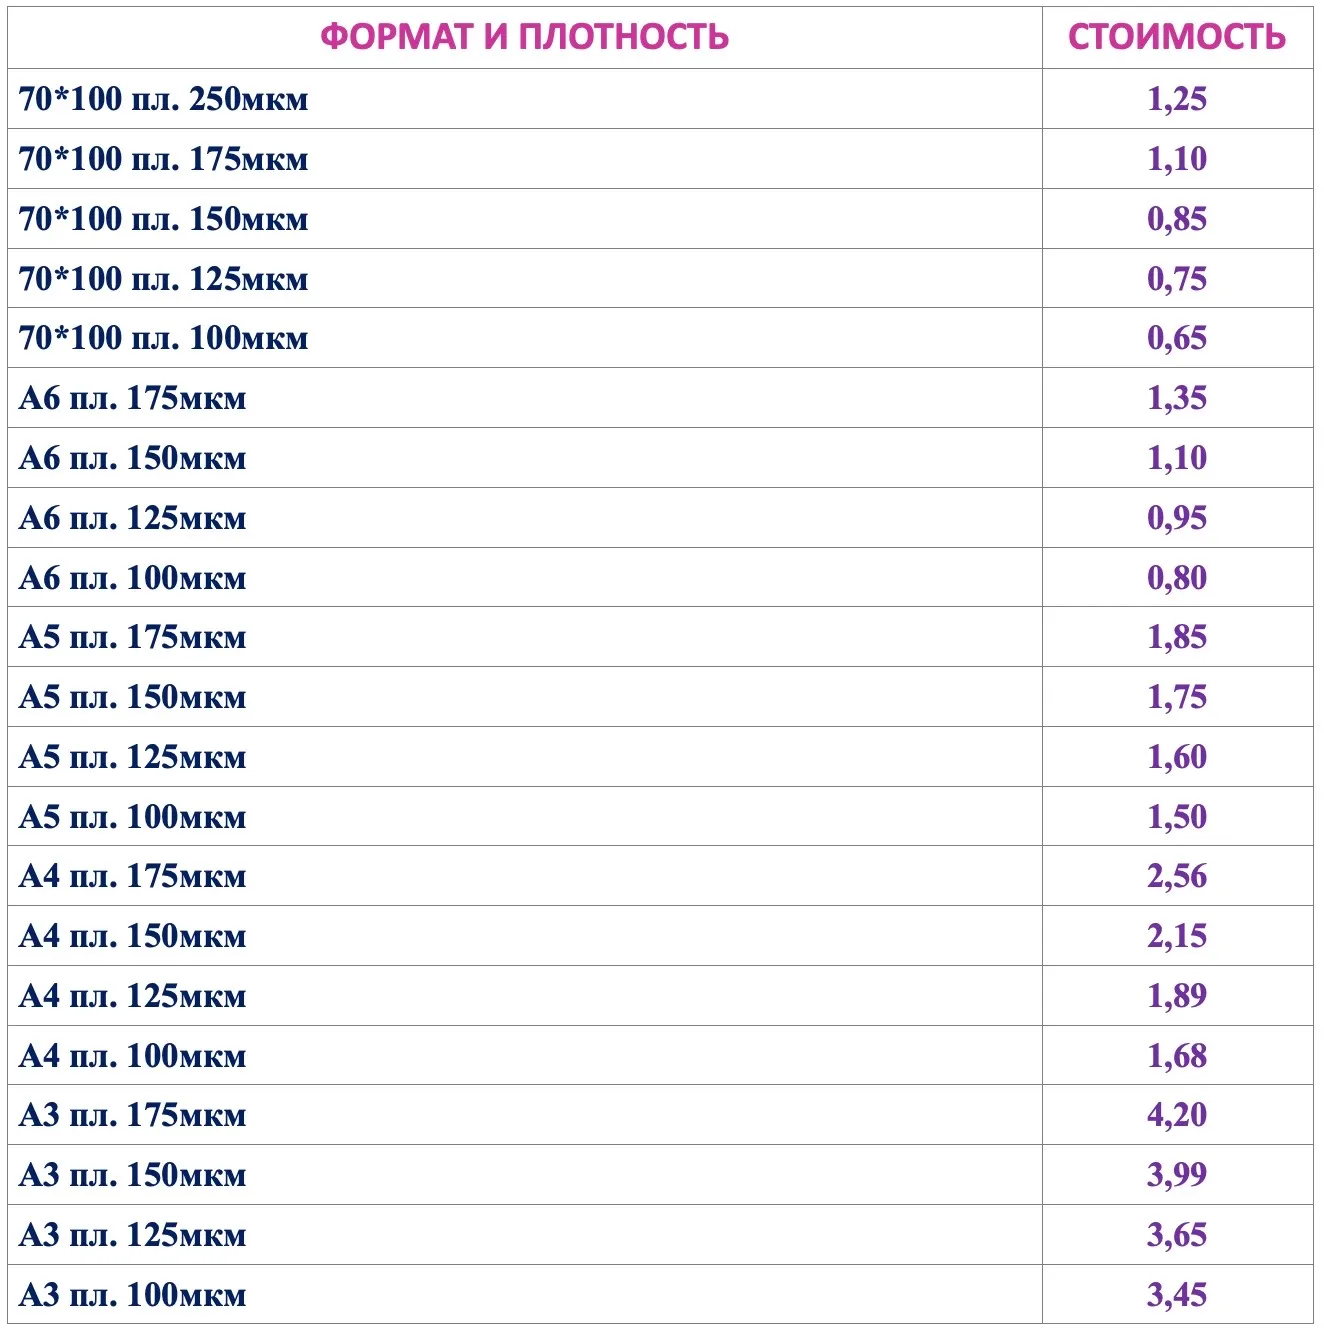 ФОРМАТ И ПЛОТНОСТЬ СТОИМОСТЬ
70*100 пл. 250мкм 1,25
70*100 пл. 175мкм 1,10
70*100 пл. 150мкм 0,85
70*100 пл. 125мкм 0,75
70*100 пл. 100мкм 0,65
А6 пл. 175мкм 1,35
А6 пл. 150мкм 1,10
А6 пл. 125мкм 0,95
А6 пл. 100мкм 0,80
А5 пл. 175мкм 1,85
А5 пл. 150мкм 1,75
А5 пл. 125мкм 1,60
А5 пл. 100мкм 1,50
А4 пл. 175мкм 2,56
А4 пл. 150мкм 2,15
А4 пл. 125мкм 1,89
А4 пл. 100мкм 1,68
А3 пл. 175мкм 4,20
А3 пл. 150мкм 3,99
А3 пл. 125мкм 3,65
А3 пл. 100мкм 3,45